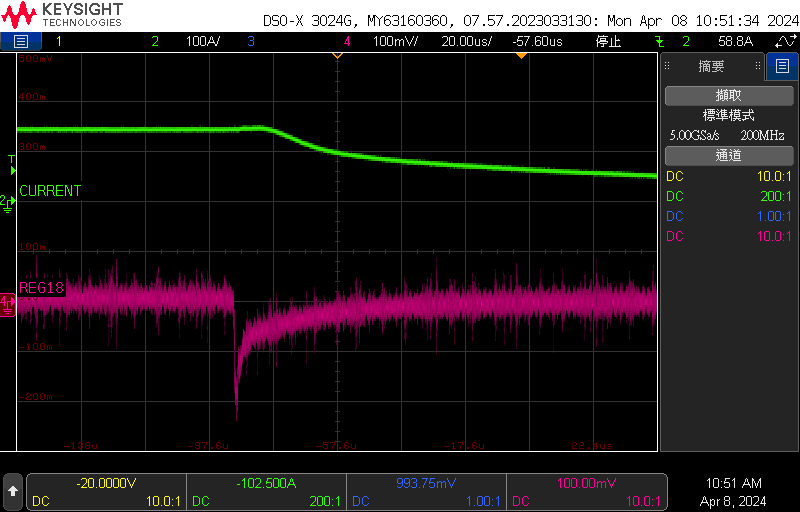 KEYSIGHT
TECHNOLOGIES
DSO-X 3024G, MY63160360, 07.57.2023033130: Mon Apr 08 10:51:34 2024
1 2 100A/ 3 4 100mV/ 20.00us/ -57.60us 停止 2 58.8A
500mV
400m
300m
T
CURRENT
2
100m
REG18
4
-100m
-200m
-138u -97.6u -57.6u -17.6u 22.4us
摘要
擷取
標準模式
5.00GSa/s 200MHz
通道
DC 10.0:1
DC 200:1
DC 1.00:1
DC 10.0:1
-20.0000V -102.500A 993.75mV 100.00mV
DC 10.0:1 DC 200:1 DC 1.00:1 DC 10.0:1
10:51 AM
Apr 8, 2024